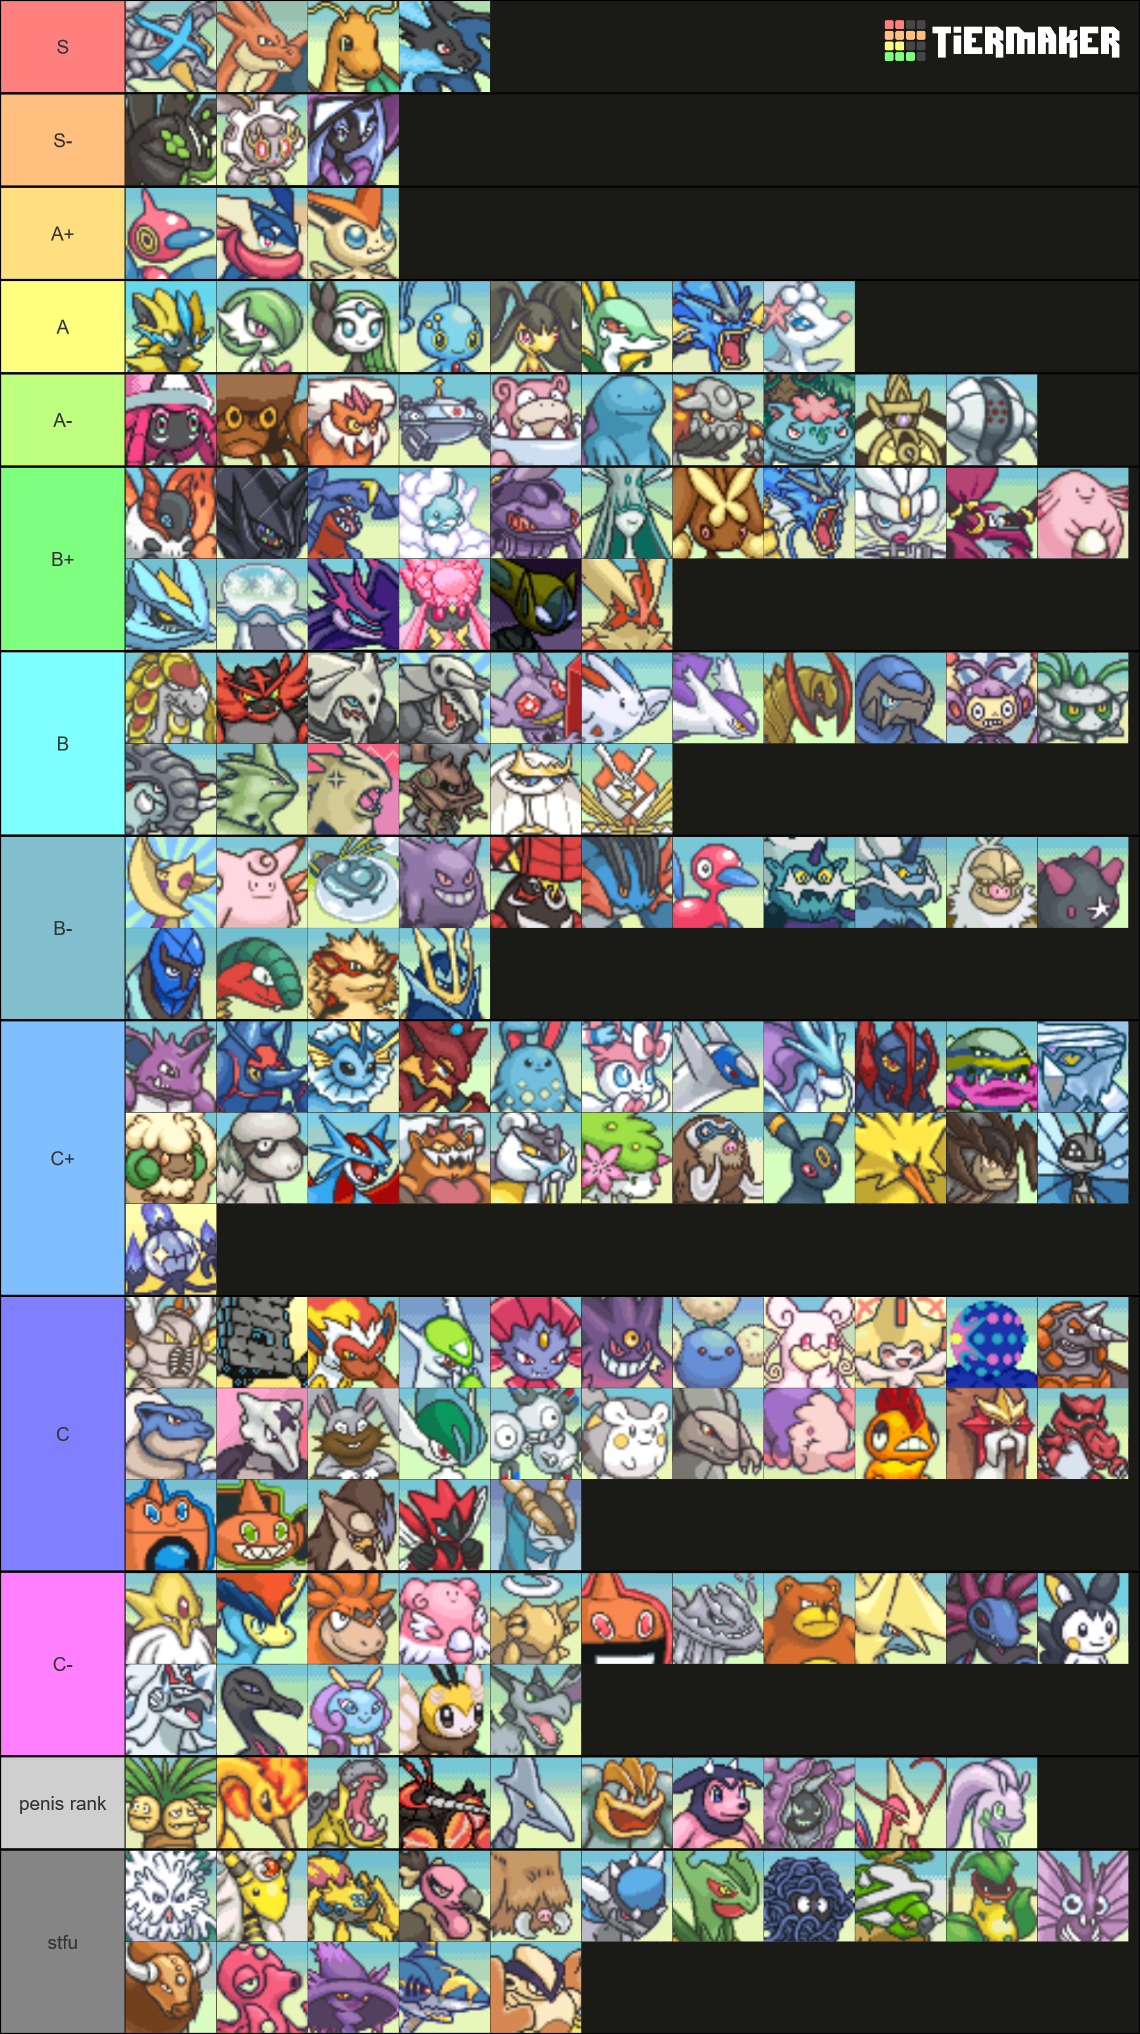 S
TiERMAKER
S-
A+
A
A-
B+
B
B-
C+
C
C-
penis rank
stfu